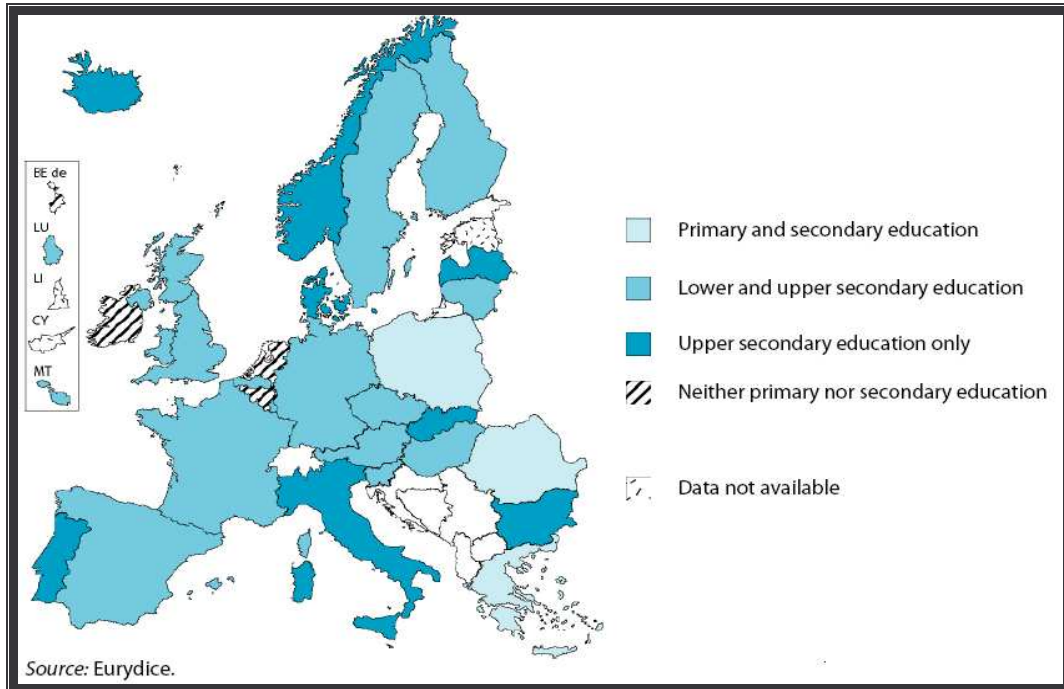 BE de
LU
LI
CY
MT
Primary and secondary education
Lower and upper secondary education
Upper secondary education only
Neither primary nor secondary education
Data not available
Source: Eurydice.